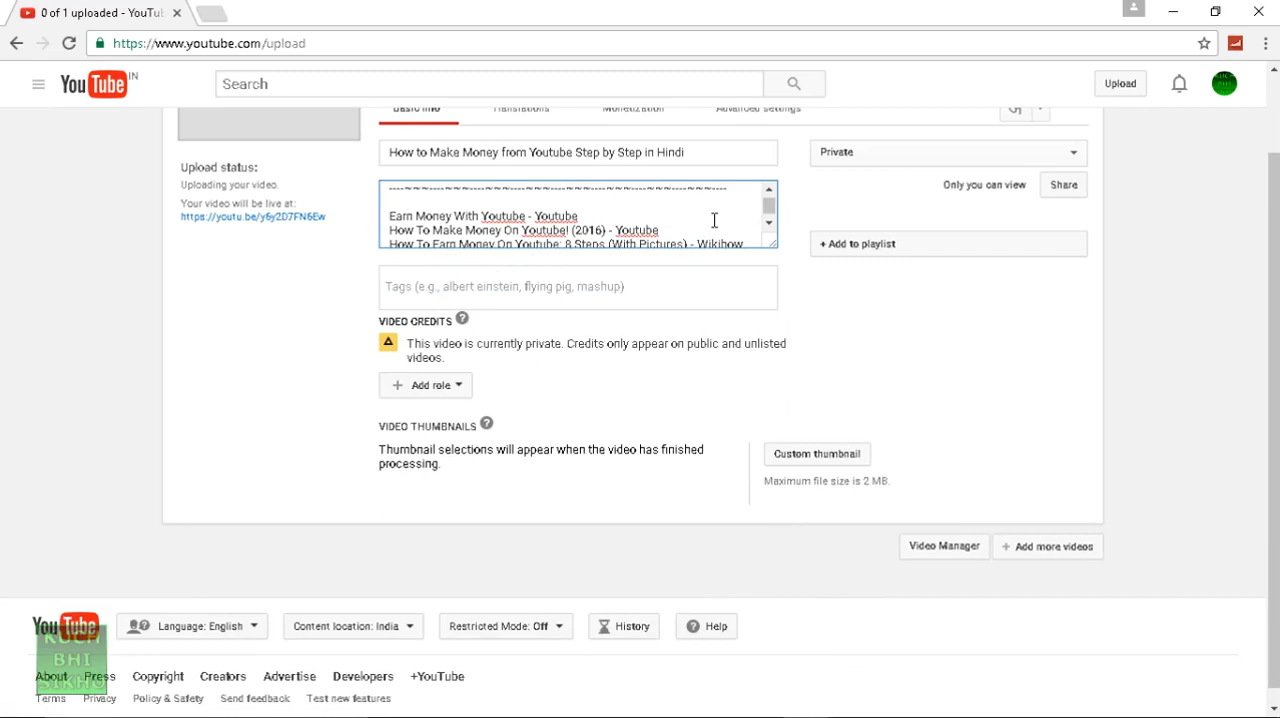 0 of 1 uploaded - YouTu
https://www.youtube.com/upload
YouTube IN
Search
Upload
Basic info
Translations
Monetization
Advanced settings
Upload status:
Uploading your video.
Your video will be live at:
https://youtu.be/y6y2D7FN6Ew
How to Make Money from Youtube Step by Step in Hindi
Private
Only you can view
Share
----~~~----~~~----~~~----~~~----~~~----~~~----~~~----~~~----
Earn Money With Youtube - Youtube
How To Make Money On Youtube! (2016) - Youtube
How To Earn Money On Youtube: 8 Steps (With Pictures) - Wikihow
+ Add to playlist
Tags (e.g., albert einstein, flying pig, mashup)
VIDEO CREDITS ?
This video is currently private. Credits only appear on public and unlisted
videos.
+ Add role
VIDEO THUMBNAILS ?
Thumbnail selections will appear when the video has finished
processing.
Custom thumbnail
Maximum file size is 2 MB.
Video Manager
+ Add more videos
YouTube
Language: English
Content location: India
Restricted Mode: Off
History
Help
KUCH
BHI
SIKHO
About
Press
Copyright
Creators
Advertise
Developers
+YouTube
Terms
Privacy
Policy & Safety
Send feedback
Test new features